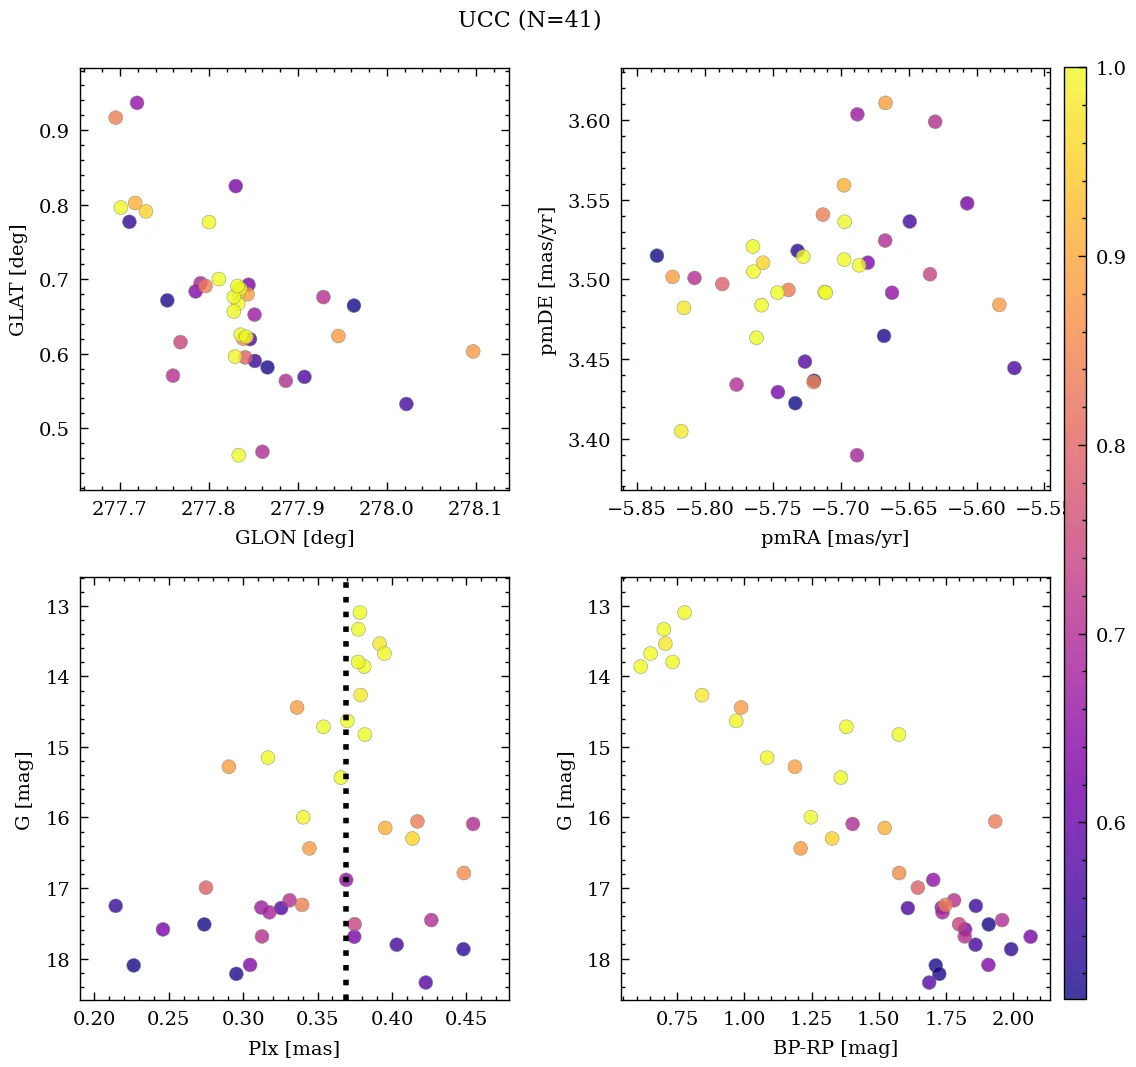 UCC (N=41)
0.9
0.8
0.7
0.6
0.5
GLAT [deg]
277.7 277.8 277.9 278.0 278.1
GLON [deg]
3.60
3.55
3.50
3.45
3.40
pmDE [mas/yr]
−5.85 −5.80 −5.75 −5.70 −5.65 −5.60 −5.55
pmRA [mas/yr]
13
14
15
16
17
18
G [mag]
0.20 0.25 0.30 0.35 0.40 0.45
Plx [mas]
13
14
15
16
17
18
G [mag]
0.75 1.00 1.25 1.50 1.75 2.00
BP-RP [mag]
1.0
0.9
0.8
0.7
0.6